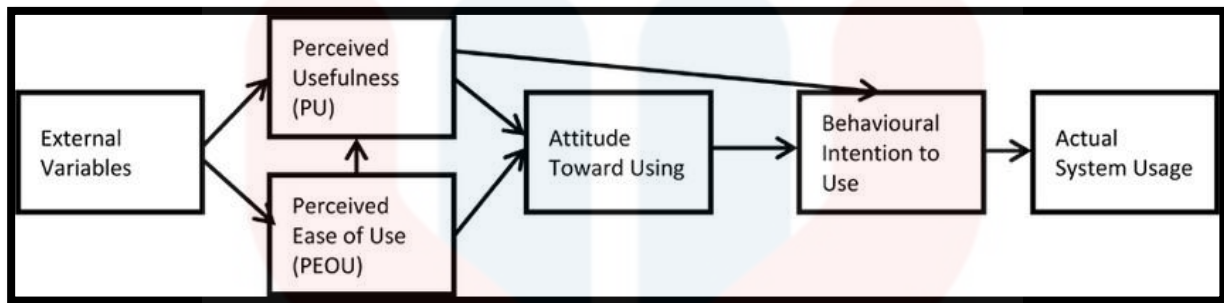 External
Variables
Perceived
Usefulness
(PU)
Perceived
Ease of Use
(PEOU)
Attitude
Toward Using
Behavioural
Intention to
Use
Actual
System Usage